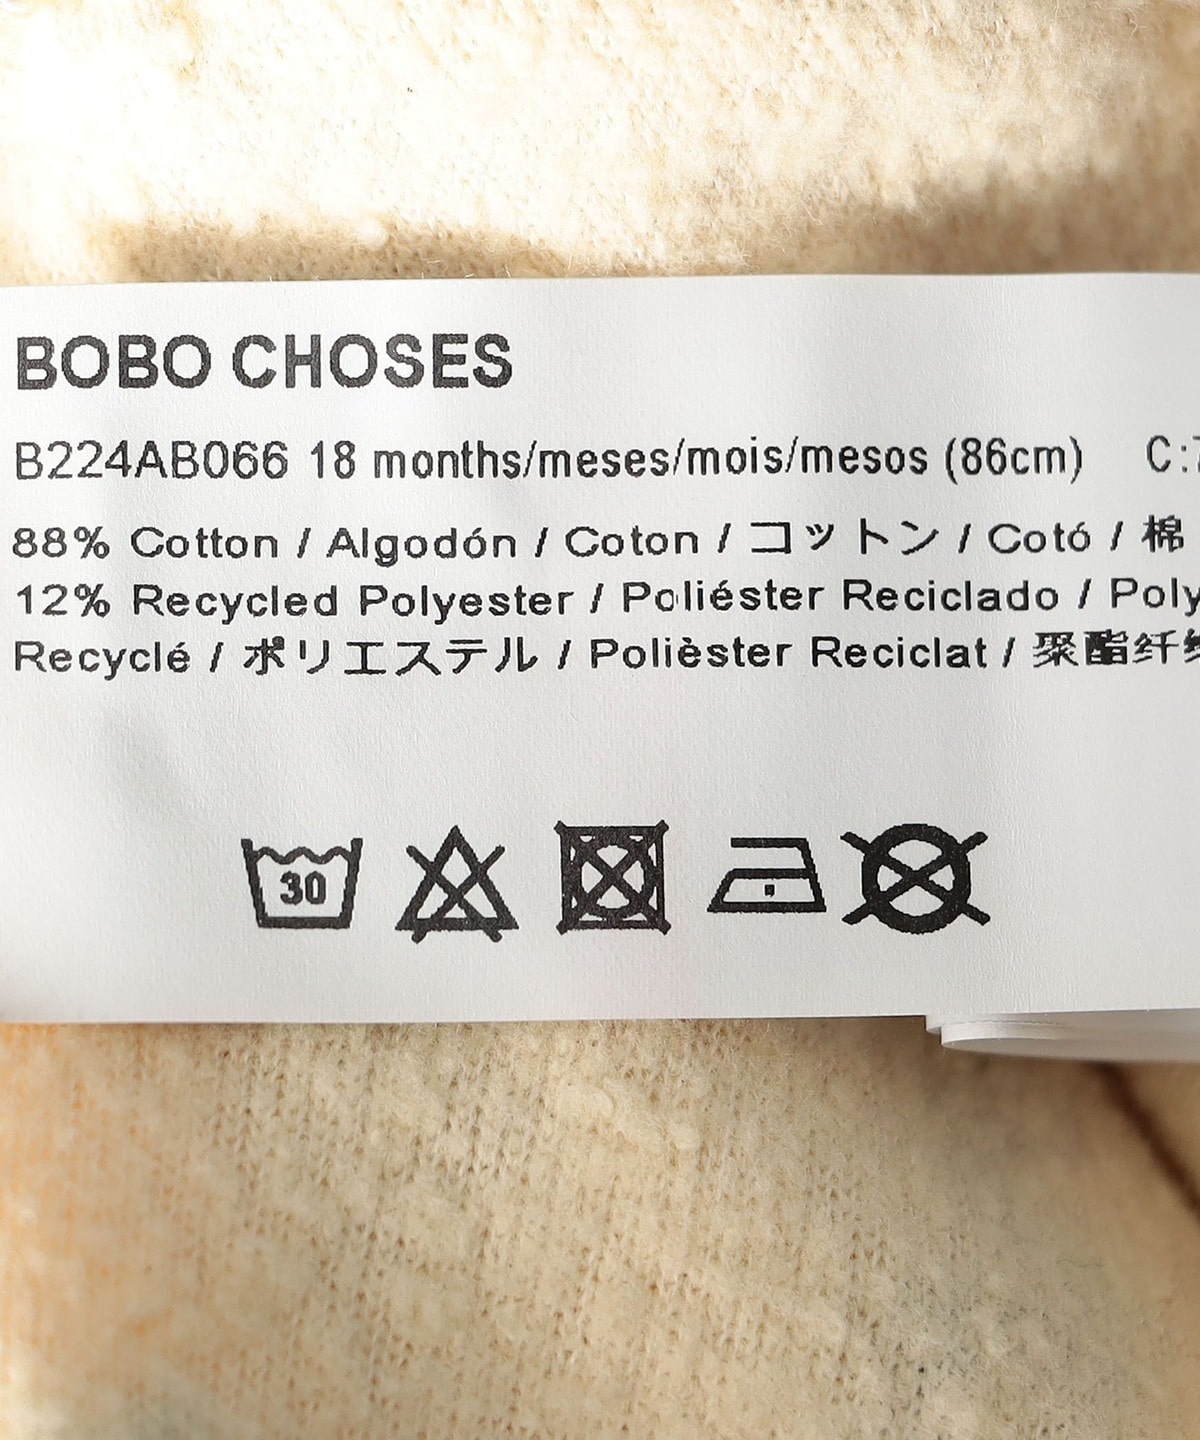 BOBO CHOSES
B224AB066 18 months/meses/mois/mesos (86cm) C:
88% Cotton / Algodón / Coton / コットン / Cotó / 棉
12% Recycled Polyester / Poliéster Reciclado / Poly
Recyclé / ポリエステル / Polièster Reciclat / 聚酯纤
30